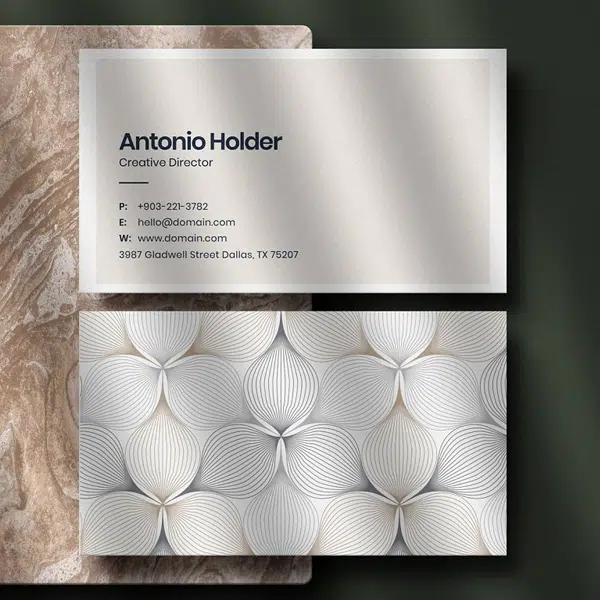 Antonio Holder
Creative Director
P: +903-221-3782
E: hello@domain.com
W: www.domain.com
3987 Gladwell Street Dallas, TX 75207